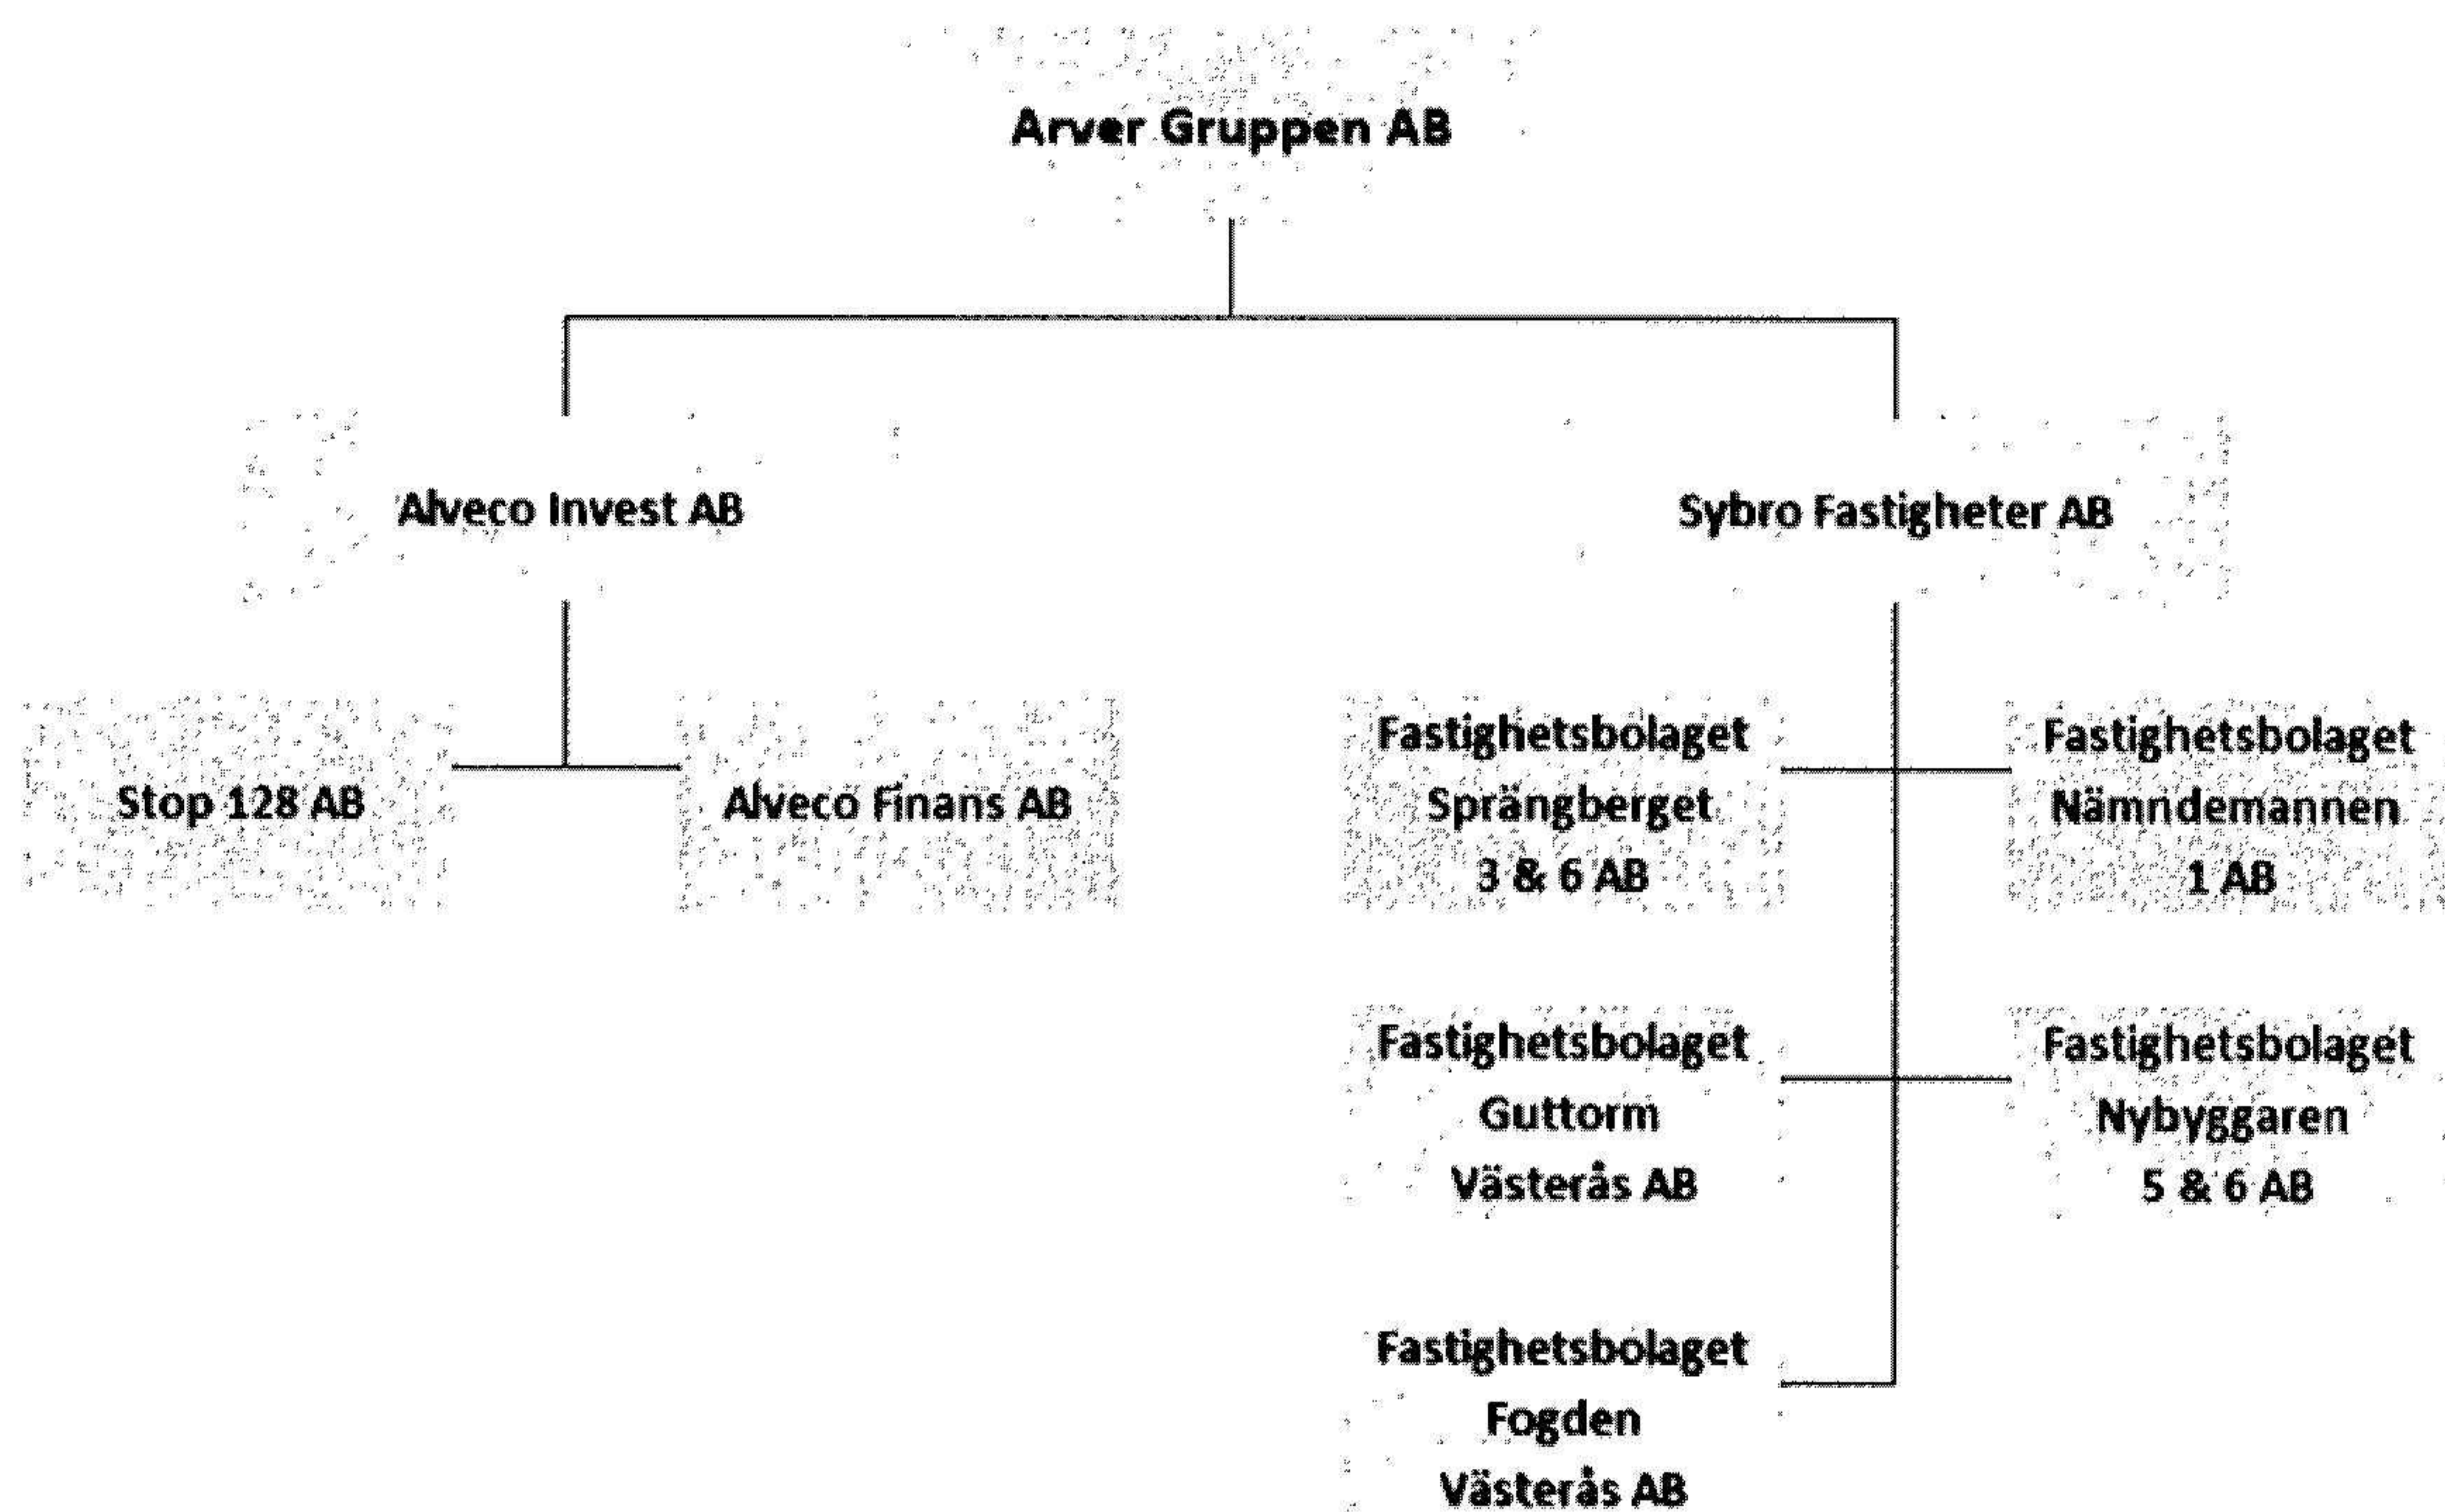 Arver Gruppen AB
Alveco Invest AB
Sybro Fastigheter AB
Stop 128 AB
Alveco Finans AB
Fastighetsbolaget
Sprängberget
3 & 6 AB
Fastighetsbolaget
Nämndemannen
1 AB
Fastighetsbolaget
Guttorm
Västerås AB
Fastighetsbolaget
Nybyggaren
5 & 6 AB
Fastighetsbolaget
Fogden
Västerås AB